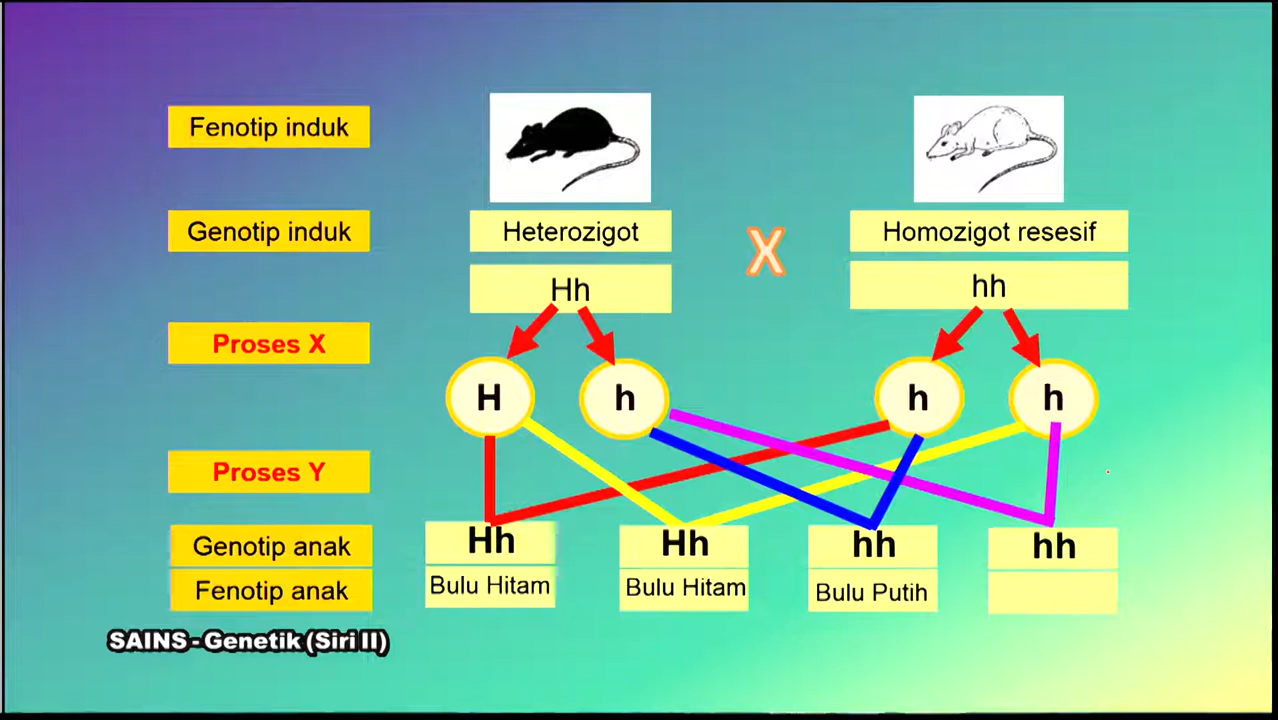 Fenotip induk
Genotip induk
Heterozigot
X
Homozigot resesif
Hh
hh
Proses X
H
h
h
h
Proses Y
Genotip anak
Hh
Hh
hh
hh
Fenotip anak
Bulu Hitam
Bulu Hitam
Bulu Putih
SAINS - Genetik (Siri II)